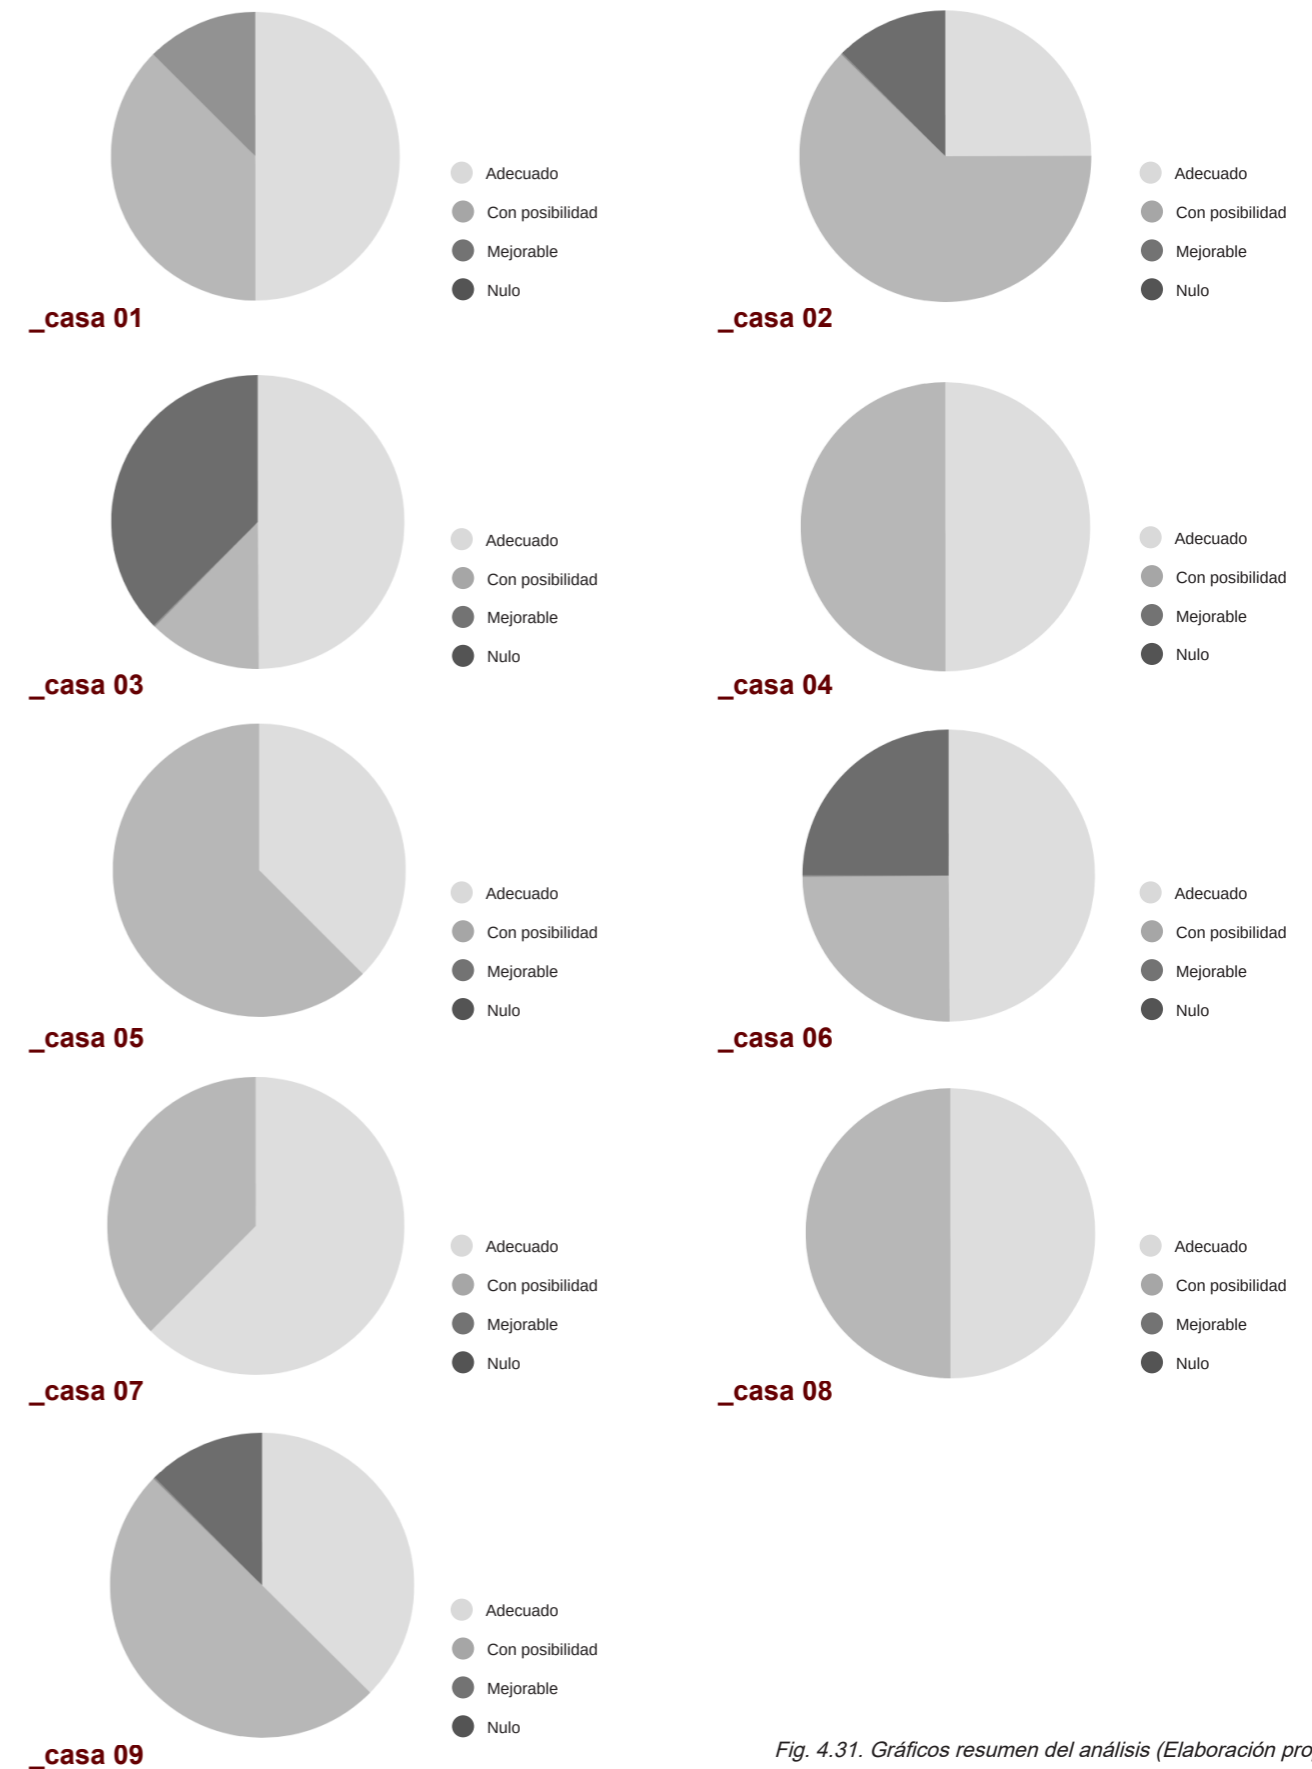 Adecuado
Con posibilidad
Mejorable
Nulo
_casa 01
Adecuado
Con posibilidad
Mejorable
Nulo
_casa 02
Adecuado
Con posibilidad
Mejorable
Nulo
_casa 03
Adecuado
Con posibilidad
Mejorable
Nulo
_casa 04
Adecuado
Con posibilidad
Mejorable
Nulo
_casa 05
Adecuado
Con posibilidad
Mejorable
Nulo
_casa 06
Adecuado
Con posibilidad
Mejorable
Nulo
_casa 07
Adecuado
Con posibilidad
Mejorable
Nulo
_casa 08
Adecuado
Con posibilidad
Mejorable
Nulo
_casa 09
Fig. 4.31. Gráficos resumen del análisis (Elaboración